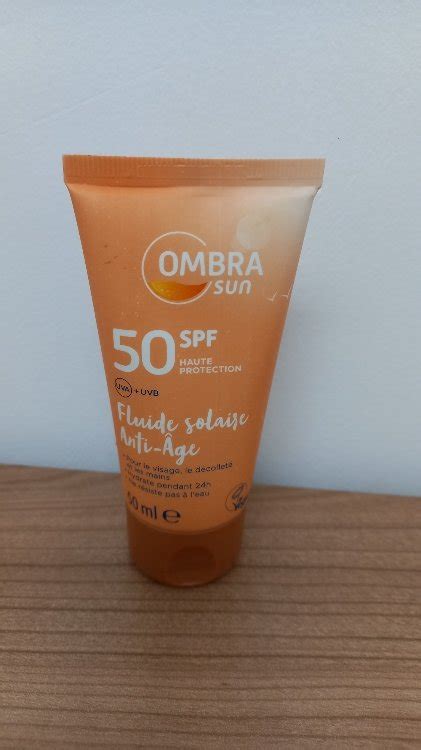 OMBRA
sun
50 SPF
HAUTE
PROTECTION
UVA + UVB
Fluide solaire
Anti-Âge
Pour le visage, le décolleté
et les mains
Hydrate pendant 24h
Ne résiste pas à l'eau
50 ml e